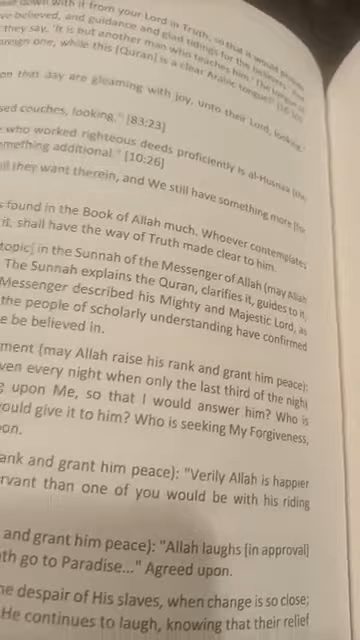 down with it from your Lord in Truth, so that it would
believed, and guidance and glad tidings for the believers.
they say, 'It is but another man who teaches him.' The tongue of
foreign one, while this [Quran] is a clear Arabic tongue."
on that day are gleaming with joy, unto their Lord, looking."
couches, looking." [83:23]
who worked righteous deeds proficiently is al-Husnaa [the
something additional." [10:26]
all they want therein, and We still have something more [for
found in the Book of Allah much. Whoever contemplates
it, shall have the way of Truth made clear to him.
topic] in the Sunnah of the Messenger of Allah (may Allah
The Sunnah explains the Quran, clarifies it, guides to it,
Messenger described his Mighty and Majestic Lord, as
the people of scholarly understanding have confirmed
e be believed in.
ment (may Allah raise his rank and grant him peace):
ven every night when only the last third of the night
upon Me, so that I would answer him? Who is
ould give it to him? Who is seeking My Forgiveness,
on.
ank and grant him peace): "Verily Allah is happier
rvant than one of you would be with his riding
and grant him peace): "Allah laughs [in approval]
th go to Paradise..." Agreed upon.
he despair of His slaves, when change is so close;
He continues to laugh, knowing that their relief